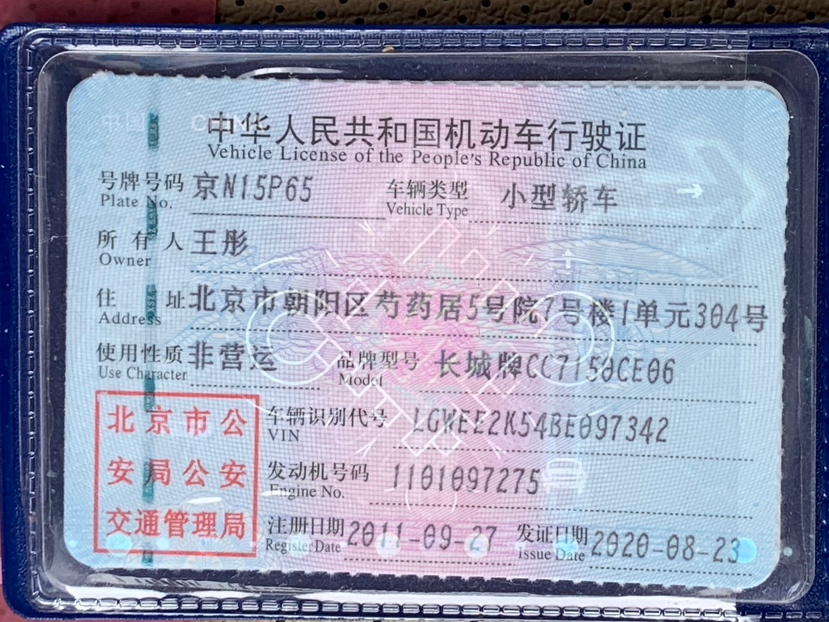 中华人民共和国机动车行驶证
Vehicle License of the People's Republic of China
号牌号码 京N15P65 车辆类型 小型轿车
Plate No. Vehicle Type
所有人 王彤
Owner
住址 北京市朝阳区芍药居5号院7号楼1单元304号
Address
使用性质 非营运 品牌型号 长城牌CC7150CE06
Use Character Model
北京市公 车辆识别代号 LGWEE2K54BE097342
VIN
安局公安 发动机号码 1101097275
Engine No.
交通管理局 注册日期 2011-09-27 发证日期 2020-08-23
Register Date issue Date